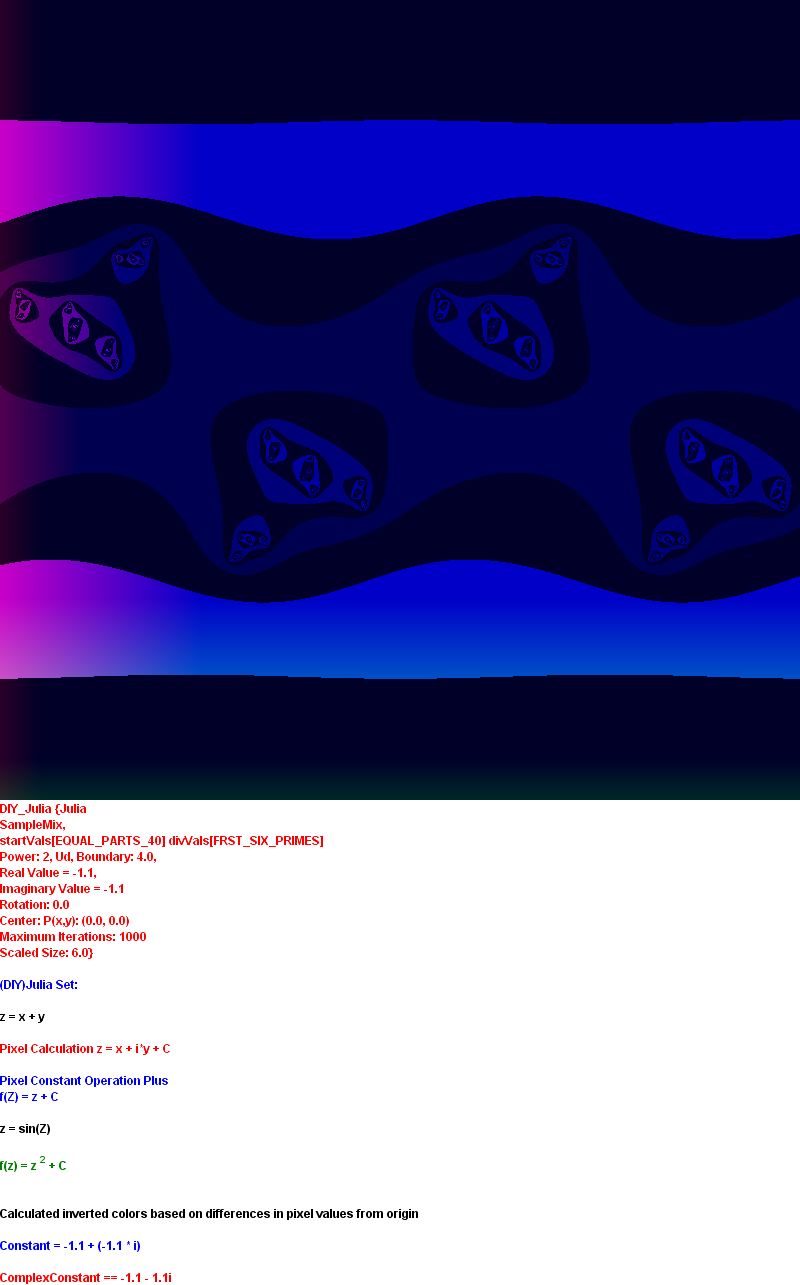 DIY_Julia {Julia
SampleMix,
startVals[EQUAL_PARTS_40] divVals[FRST_SIX_PRIMES]
Power: 2, Ud, Boundary: 4.0,
Real Value = -1.1,
Imaginary Value = -1.1
Rotation: 0.0
Center: P(x,y): (0.0, 0.0)
Maximum Iterations: 1000
Scaled Size: 6.0}
(DIY)Julia Set:
z = x + y
Pixel Calculation z = x + i*y + C
Pixel Constant Operation Plus
f(Z) = z + C
z = sin(Z)
f(z) = z 2 + C
Calculated inverted colors based on differences in pixel values from origin
Constant = -1.1 + (-1.1 * i)
ComplexConstant == -1.1 - 1.1i